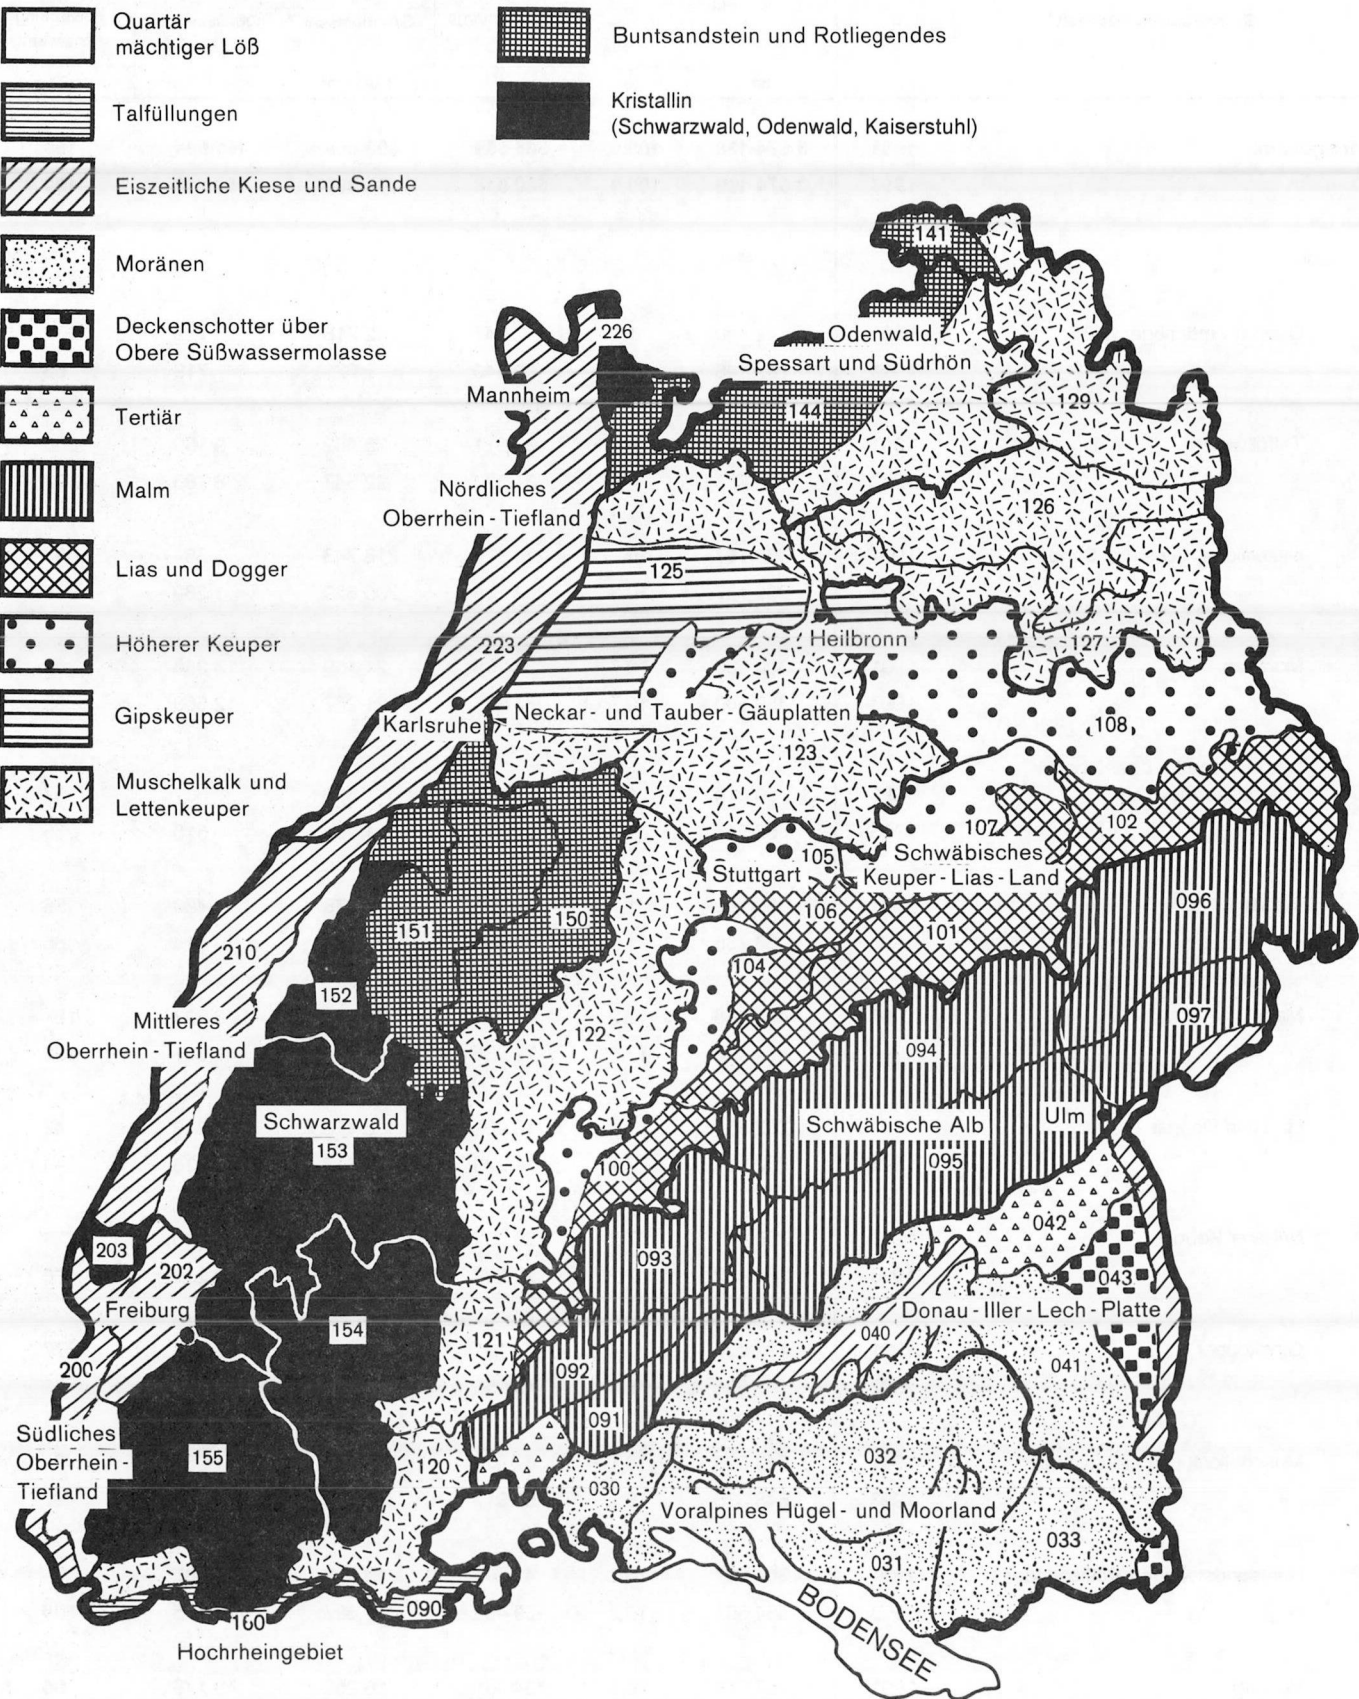 Quartär
mächtiger Löß
Talfüllungen
Eiszeitliche Kiese und Sande
Moränen
Deckenschotter über
Obere Süßwassermolasse
Tertiär
Malm
Lias und Dogger
Höherer Keuper
Gipskeuper
Muschelkalk und
Lettenkeuper
Buntsandstein und Rotliegendes
Kristallin
(Schwarzwald, Odenwald, Kaiserstuhl)
141
226
Odenwald,
Spessart und Südrhön
Mannheim
144
129
Nördliches
Oberrhein-Tiefland
126
125
223
Heilbronn
127
Karlsruhe
Neckar- und Tauber-Gäuplatten
108
123
107
102
105
Schwäbisches
Keuper-Lias-Land
Stuttgart
096
106
150
151
101
210
104
152
097
Mittleres
Oberrhein-Tiefland
122
094
Schwarzwald
153
Schwäbische Alb
Ulm
095
100
042
203
202
093
043
Freiburg
Donau-Iller-Lech-Platte
154
121
040
041
200
092
091
Südliches
Oberrhein-
Tiefland
155
120
032
030
Voralpines Hügel- und Moorland
033
031
090
160
Hochrheingebiet
BODENSEE